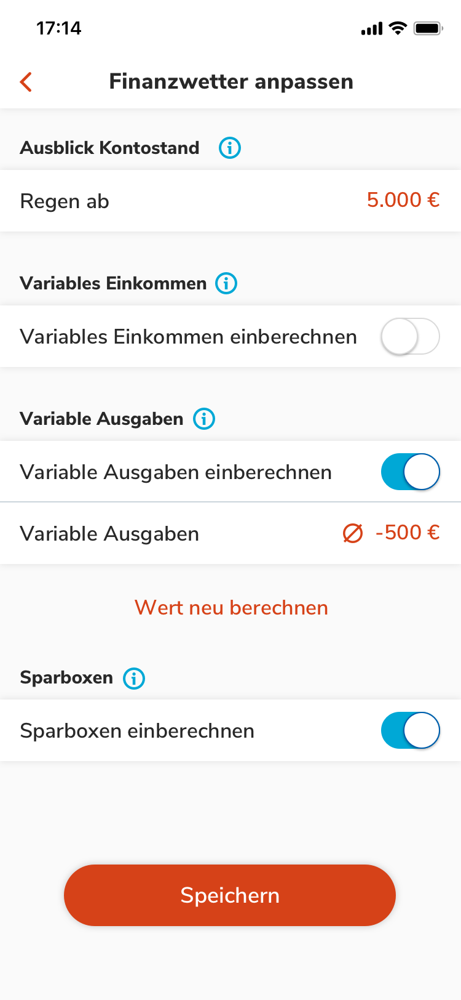 17:14
Finanzwetter anpassen
Ausblick Kontostand
Regen ab 5.000 €
Variables Einkommen
Variables Einkommen einberechnen
Variable Ausgaben
Variable Ausgaben einberechnen
Variable Ausgaben Ø -500 €
Wert neu berechnen
Sparboxen
Sparboxen einberechnen
Speichern